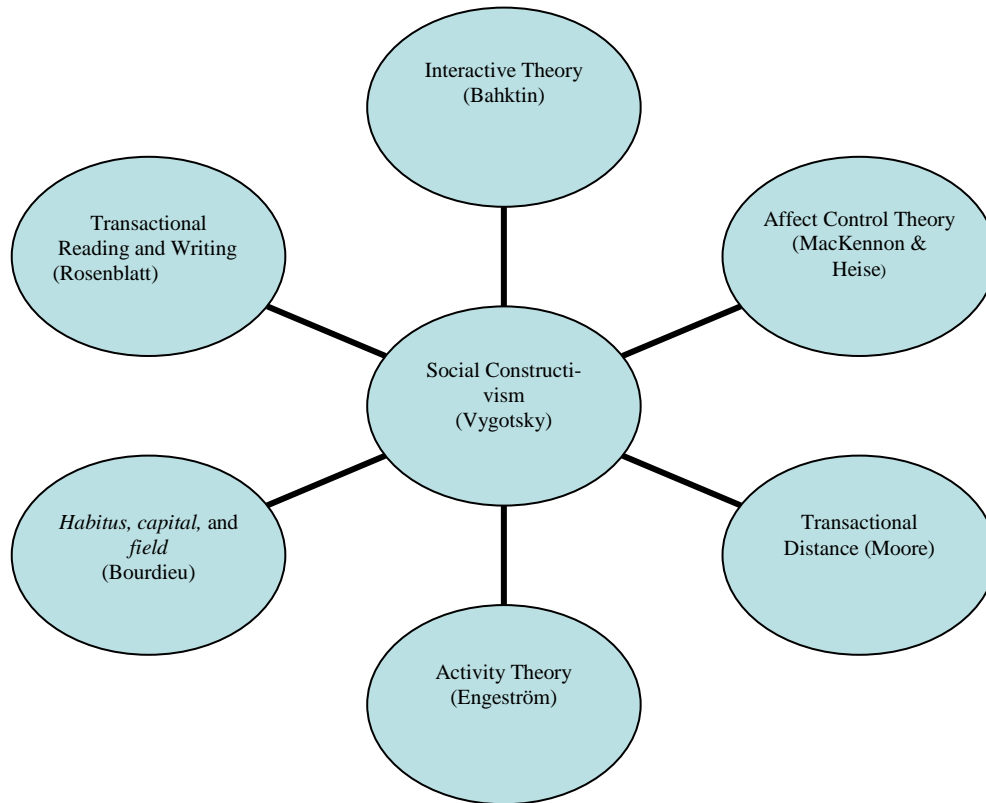 Interactive Theory
(Bahktin)
Transactional
Reading and Writing
(Rosenblatt)
Affect Control Theory
(MacKennon &
Heise)
Social Constructi-
vism
(Vygotsky)
Habitus, capital, and
field
(Bourdieu)
Transactional
Distance (Moore)
Activity Theory
(Engeström)